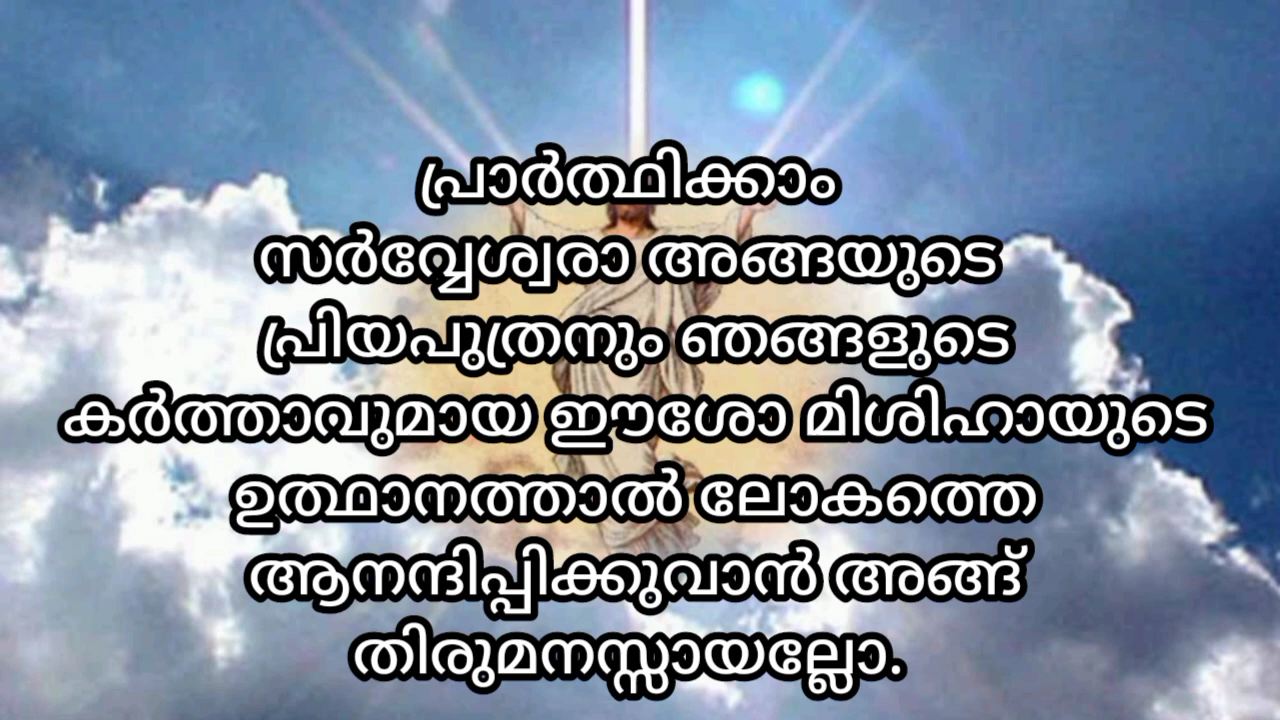 പ്രാർത്ഥിക്കാം
സർവ്വേശ്വരാ അങ്ങയുടെ
പ്രിയപുത്രനും ഞങ്ങളുടെ
കർത്താവുമായ ഈശോ മിശിഹായുടെ
ഉത്ഥാനത്താൽ ലോകത്തെ
ആനന്ദിപ്പിക്കുവാൻ അങ്ങ്
തിരുമനസ്സായല്ലോ.